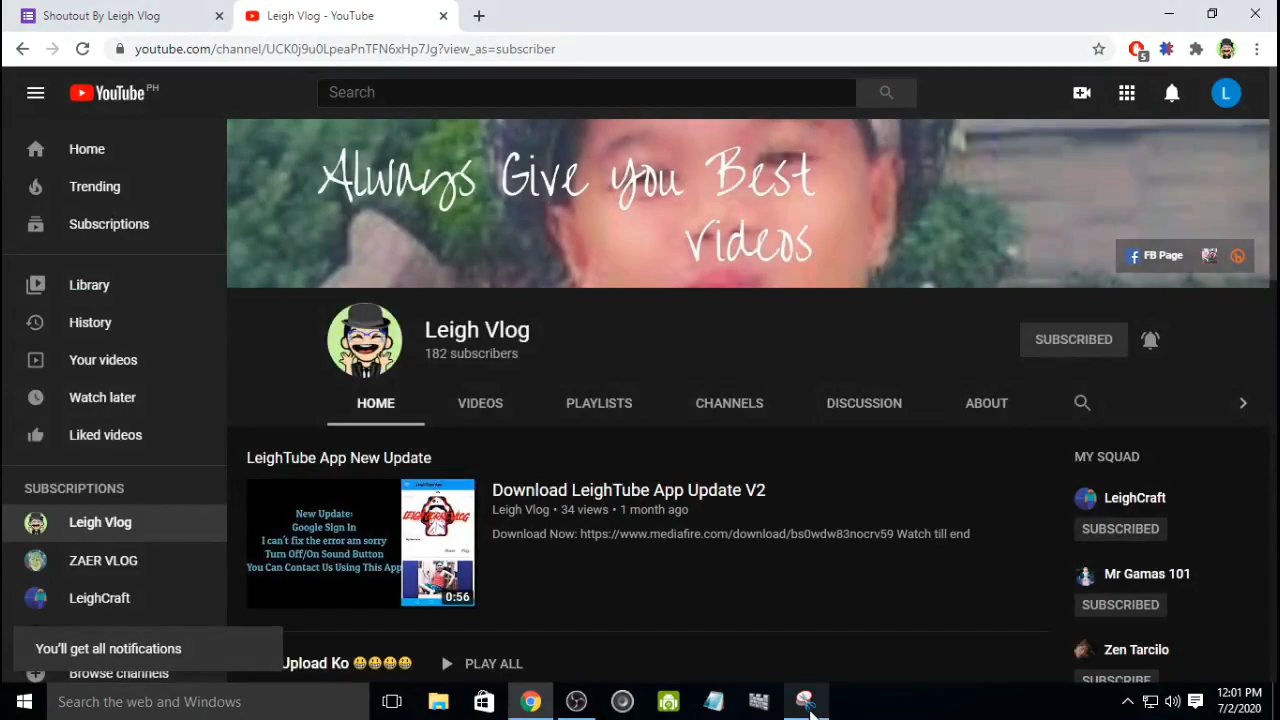 Shoutout By Leigh Vlog
Leigh Vlog - YouTube
youtube.com/channel/UCK0j9u0LpeaPnTFN6xHp7Jg?view_as=subscriber
5
YouTube PH
Search
L
Home
Trending
Subscriptions
Library
History
Your videos
Watch later
Liked videos
SUBSCRIPTIONS
Leigh Vlog
ZAER VLOG
LeighCraft
Browse channels
You'll get all notifications
Always Give You Best
Videos
FB Page
Leigh Vlog
182 subscribers
SUBSCRIBED
HOME
VIDEOS
PLAYLISTS
CHANNELS
DISCUSSION
ABOUT
LeighTube App New Update
New Update:
Google Sign In
I can't fix the error am sorry
Turn Off/On Sound Button
You Can Contact Us Using This App
0:56
Download LeighTube App Update V2
Leigh Vlog • 34 views • 1 month ago
Download Now: https://www.mediafire.com/download/bs0wdw83nocrv59 Watch till end
Upload Ko 😀😀😀😀
PLAY ALL
MY SQUAD
LeighCraft
SUBSCRIBED
Mr Gamas 101
SUBSCRIBED
Zen Tarcilo
SUBSCRIBED
Search the web and Windows
12:01 PM
7/2/2020